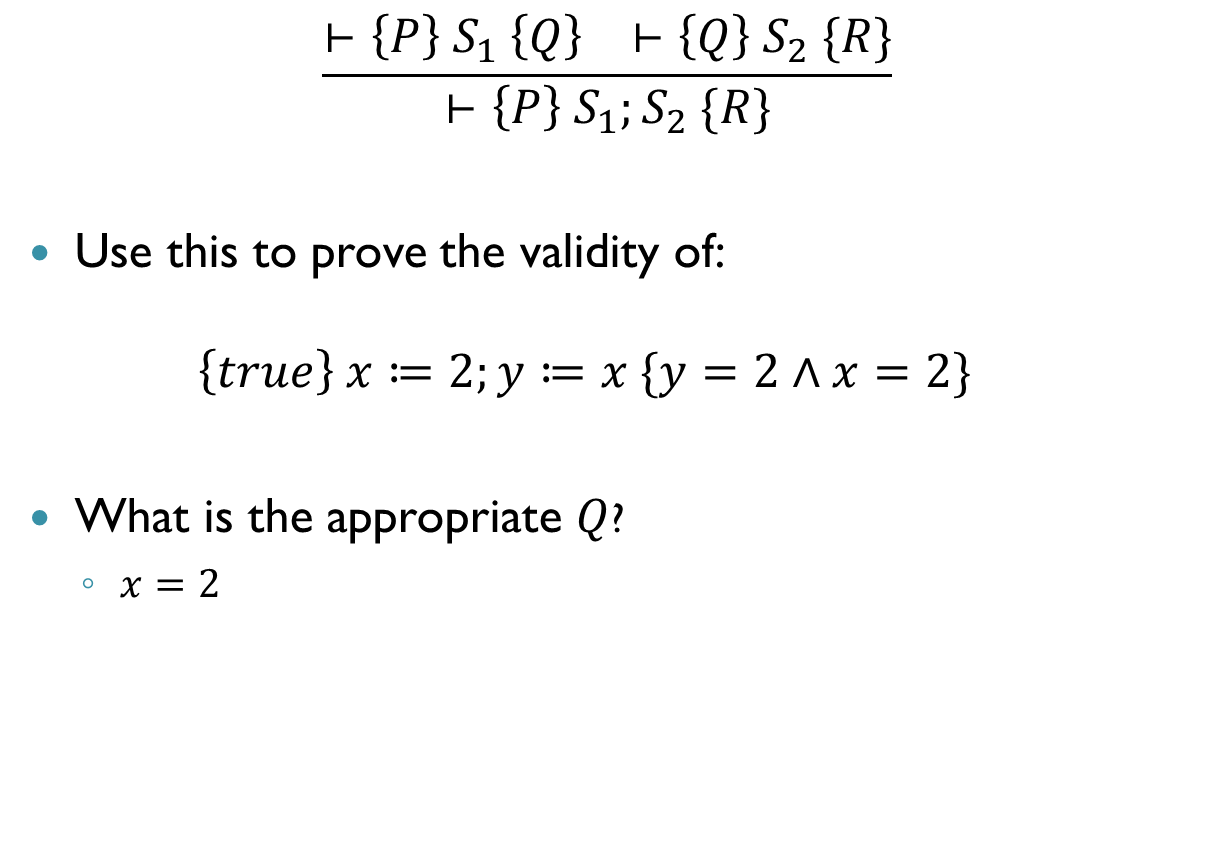 ⊢ {P} S₁ {Q} ⊢ {Q} S₂ {R}
⊢ {P} S₁; S₂ {R}
• Use this to prove the validity of:
{true} x ≔ 2; y ≔ x {y = 2 ∧ x = 2}
• What is the appropriate Q?
◦ x = 2